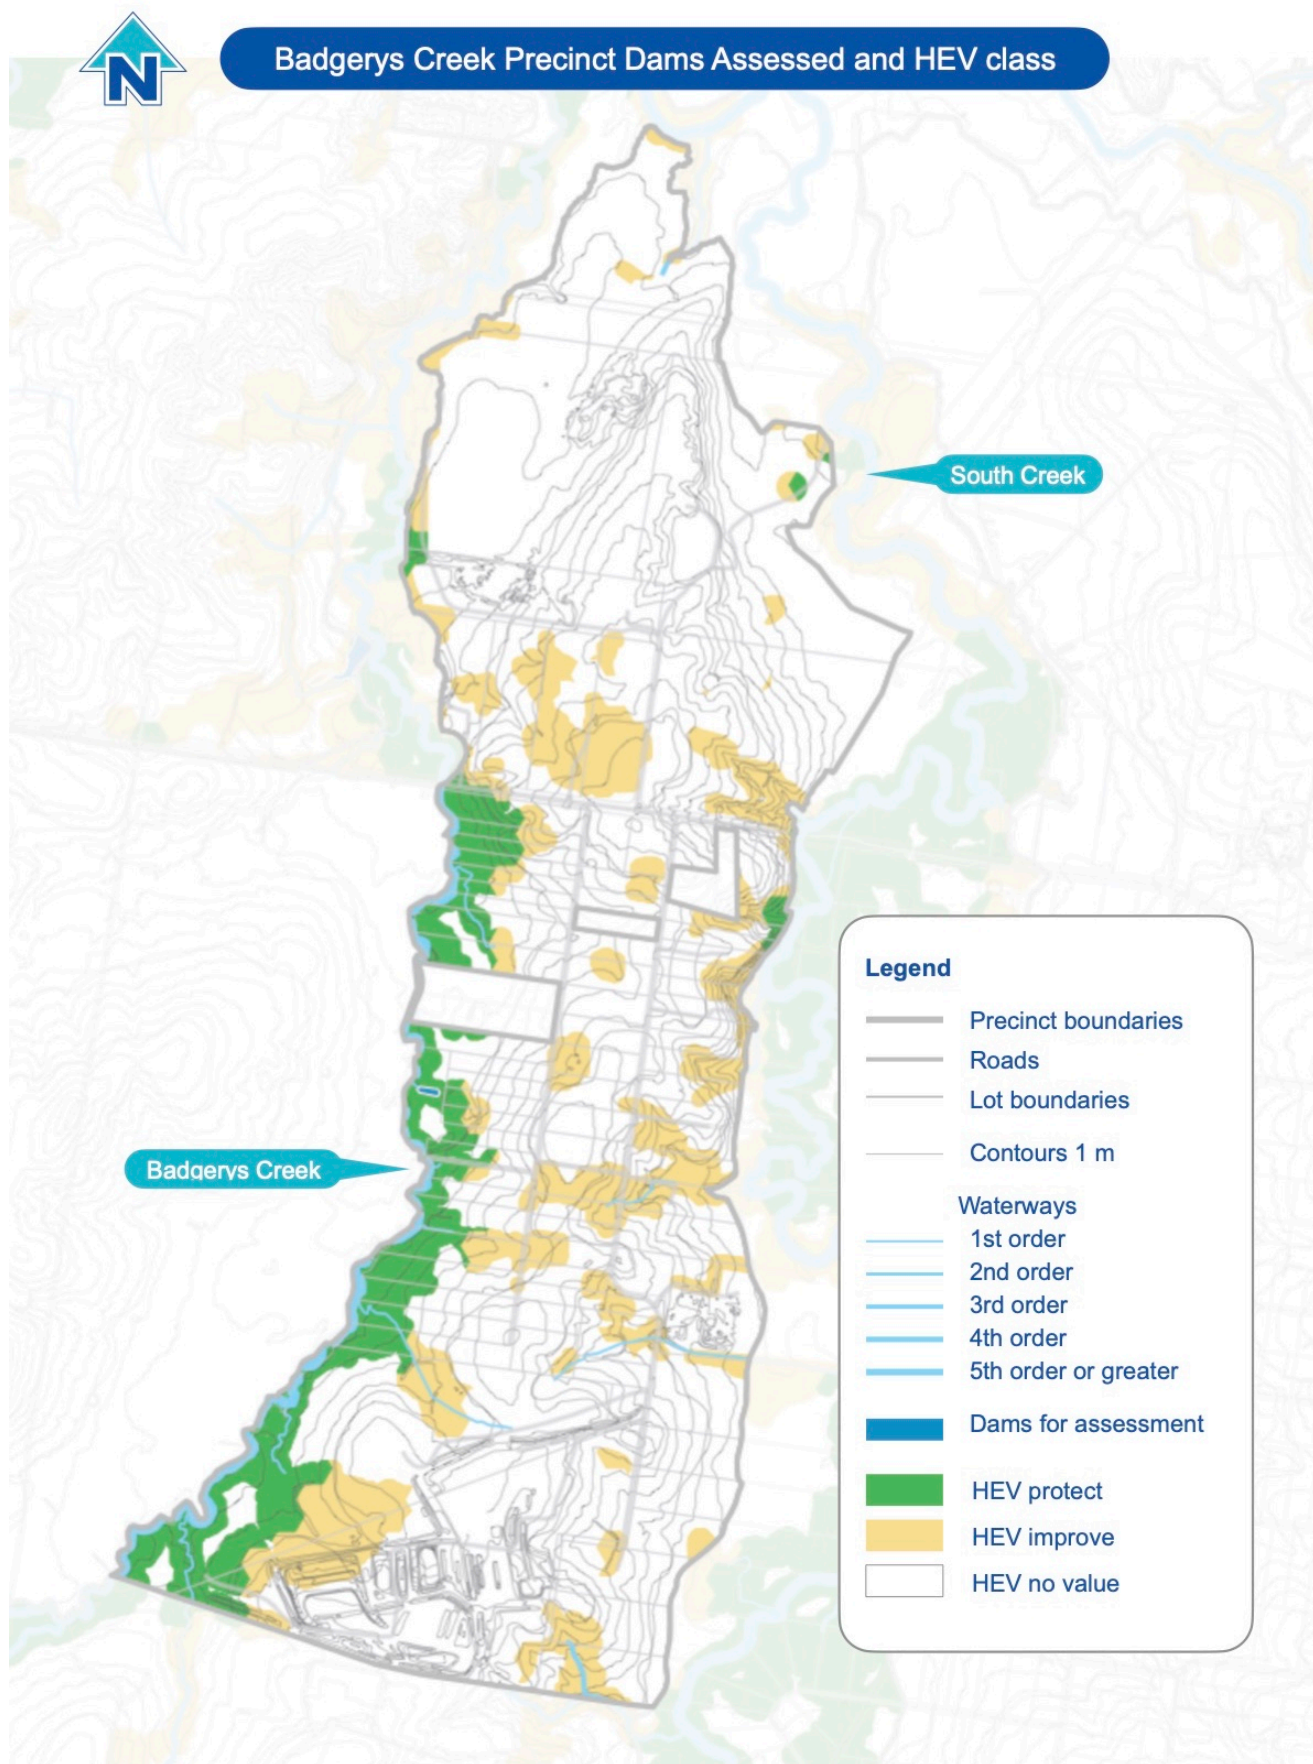 N
Badgerys Creek Precinct Dams Assessed and HEV class
South Creek
Badgerys Creek
Legend
Precinct boundaries
Roads
Lot boundaries
Contours 1 m
Waterways
1st order
2nd order
3rd order
4th order
5th order or greater
Dams for assessment
HEV protect
HEV improve
HEV no value